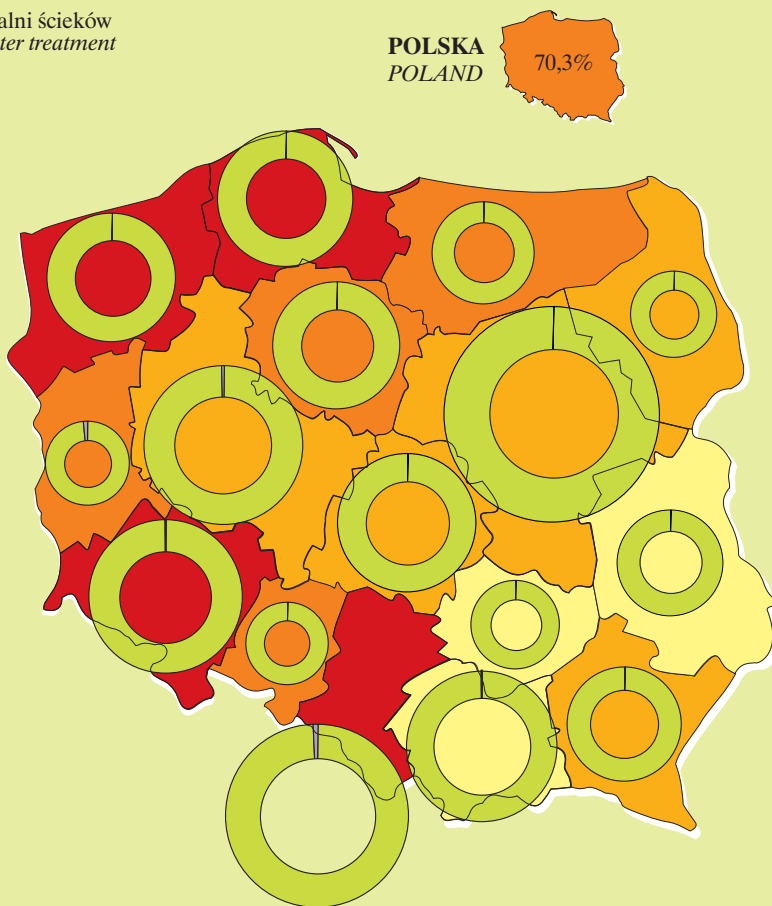 alni ścieków
ter treatment
POLSKA
POLAND
70,3%